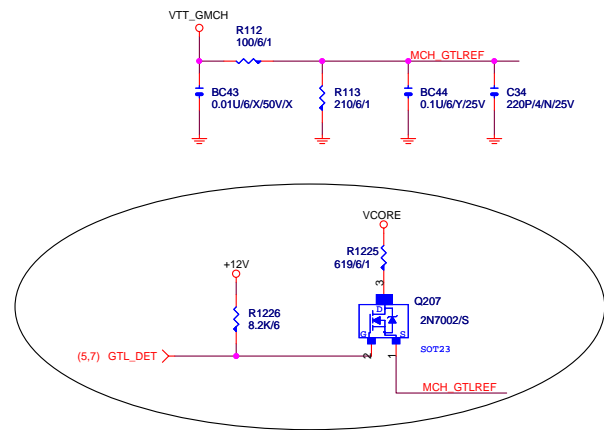 VTT_GMCH
R112
100/6/1
MCH_GTLREF
BC43
0.01U/6/X/50V/X
R113
210/6/1
BC44
0.1U/6/Y/25V
C34
220P/4/N/25V
VCORE
R1225
619/6/1
+12V
3
Q207
D
2N7002/S
R1226
8.2K/6
G
S
SOT23
(5,7) GTL_DET
2
1
MCH_GTLREF